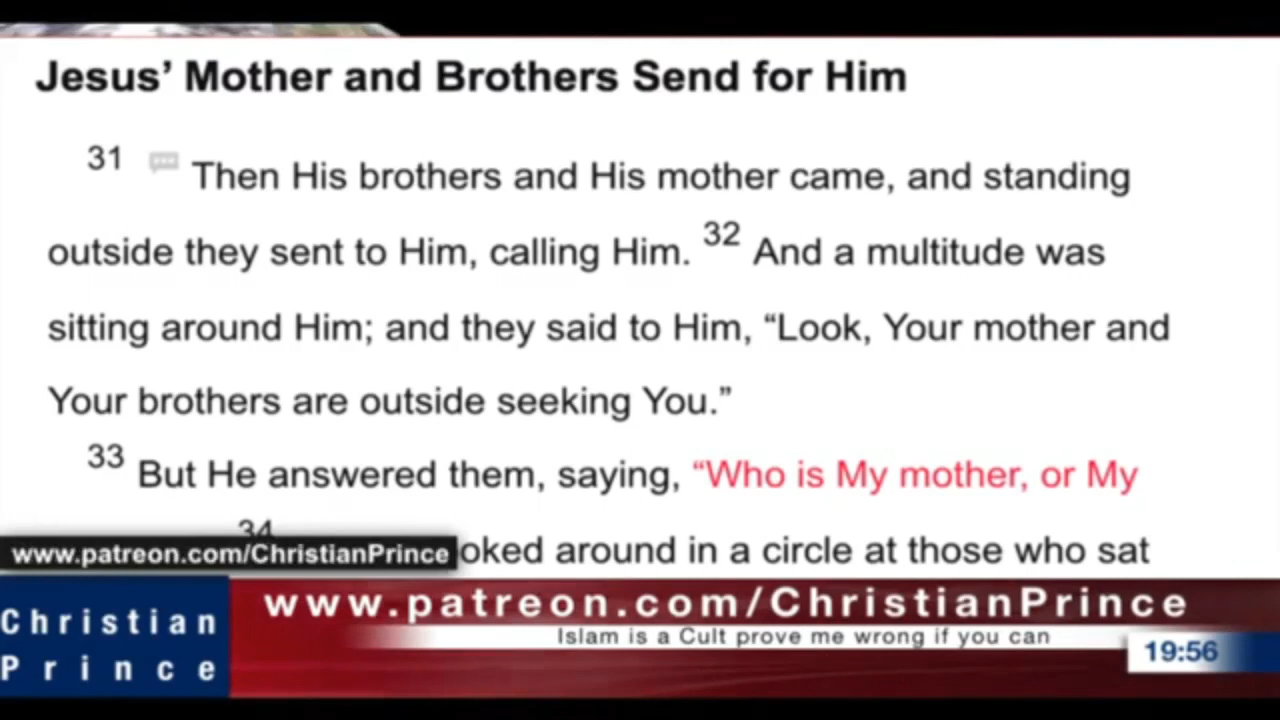 Jesus’ Mother and Brothers Send for Him
31 Then His brothers and His mother came, and standing
outside they sent to Him, calling Him. 32 And a multitude was
sitting around Him; and they said to Him, “Look, Your mother and
Your brothers are outside seeking You.”
33 But He answered them, saying, “Who is My mother, or My
34
oked around in a circle at those who sat
www.patreon.com/ChristianPrince
www.patreon.com/ChristianPrince
Islam is a Cult prove me wrong if you can
Christian
Prince
19:56